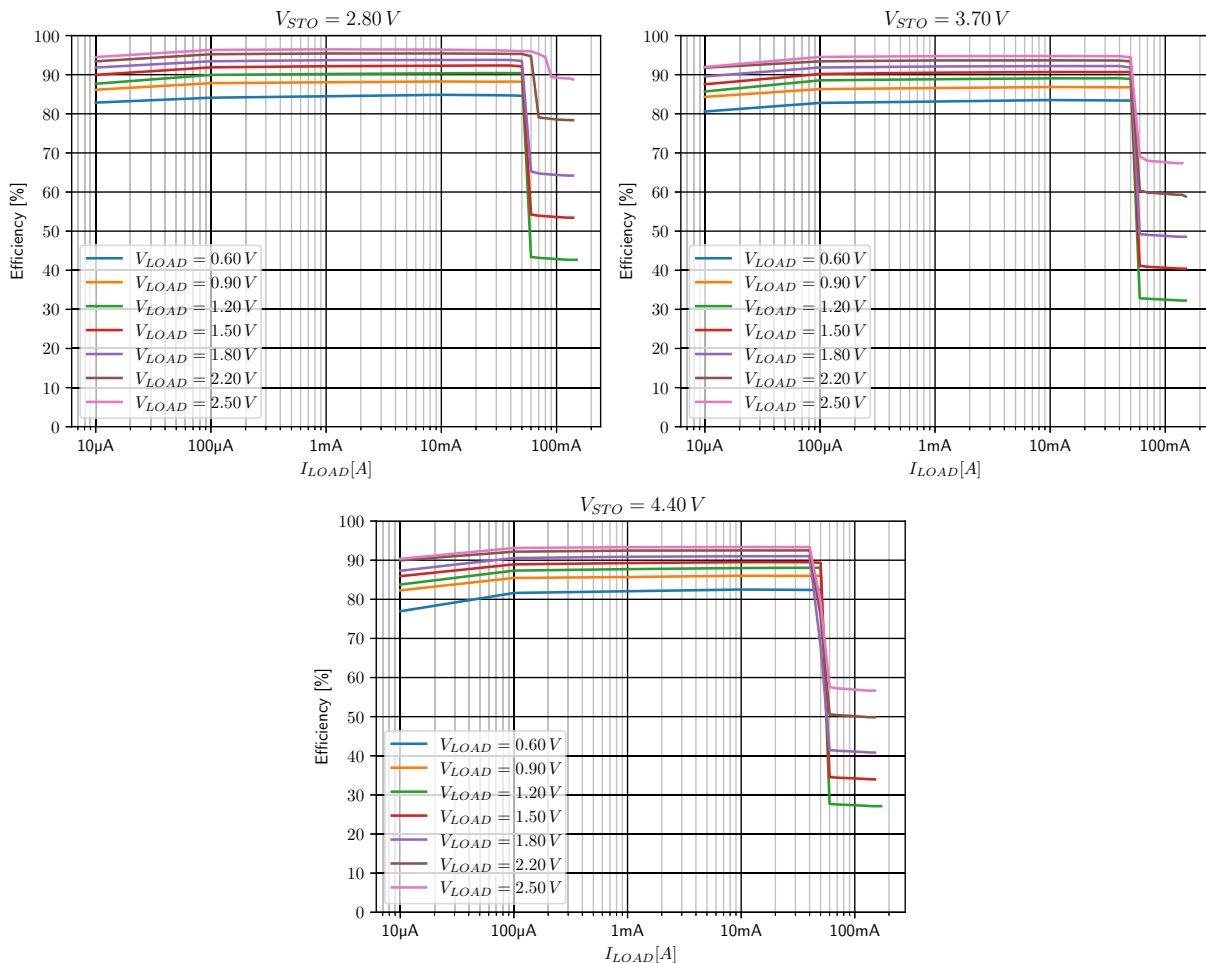 V_STO = 2.80 V
Efficiency [%]
100
90
80
70
60
50
40
30
20
10
0
V_LOAD = 0.60 V
V_LOAD = 0.90 V
V_LOAD = 1.20 V
V_LOAD = 1.50 V
V_LOAD = 1.80 V
V_LOAD = 2.20 V
V_LOAD = 2.50 V
10µA 100µA 1mA 10mA 100mA
I_LOAD[A]
V_STO = 3.70 V
Efficiency [%]
100
90
80
70
60
50
40
30
20
10
0
V_LOAD = 0.60 V
V_LOAD = 0.90 V
V_LOAD = 1.20 V
V_LOAD = 1.50 V
V_LOAD = 1.80 V
V_LOAD = 2.20 V
V_LOAD = 2.50 V
10µA 100µA 1mA 10mA 100mA
I_LOAD[A]
V_STO = 4.40 V
Efficiency [%]
100
90
80
70
60
50
40
30
20
10
0
V_LOAD = 0.60 V
V_LOAD = 0.90 V
V_LOAD = 1.20 V
V_LOAD = 1.50 V
V_LOAD = 1.80 V
V_LOAD = 2.20 V
V_LOAD = 2.50 V
10µA 100µA 1mA 10mA 100mA
I_LOAD[A]